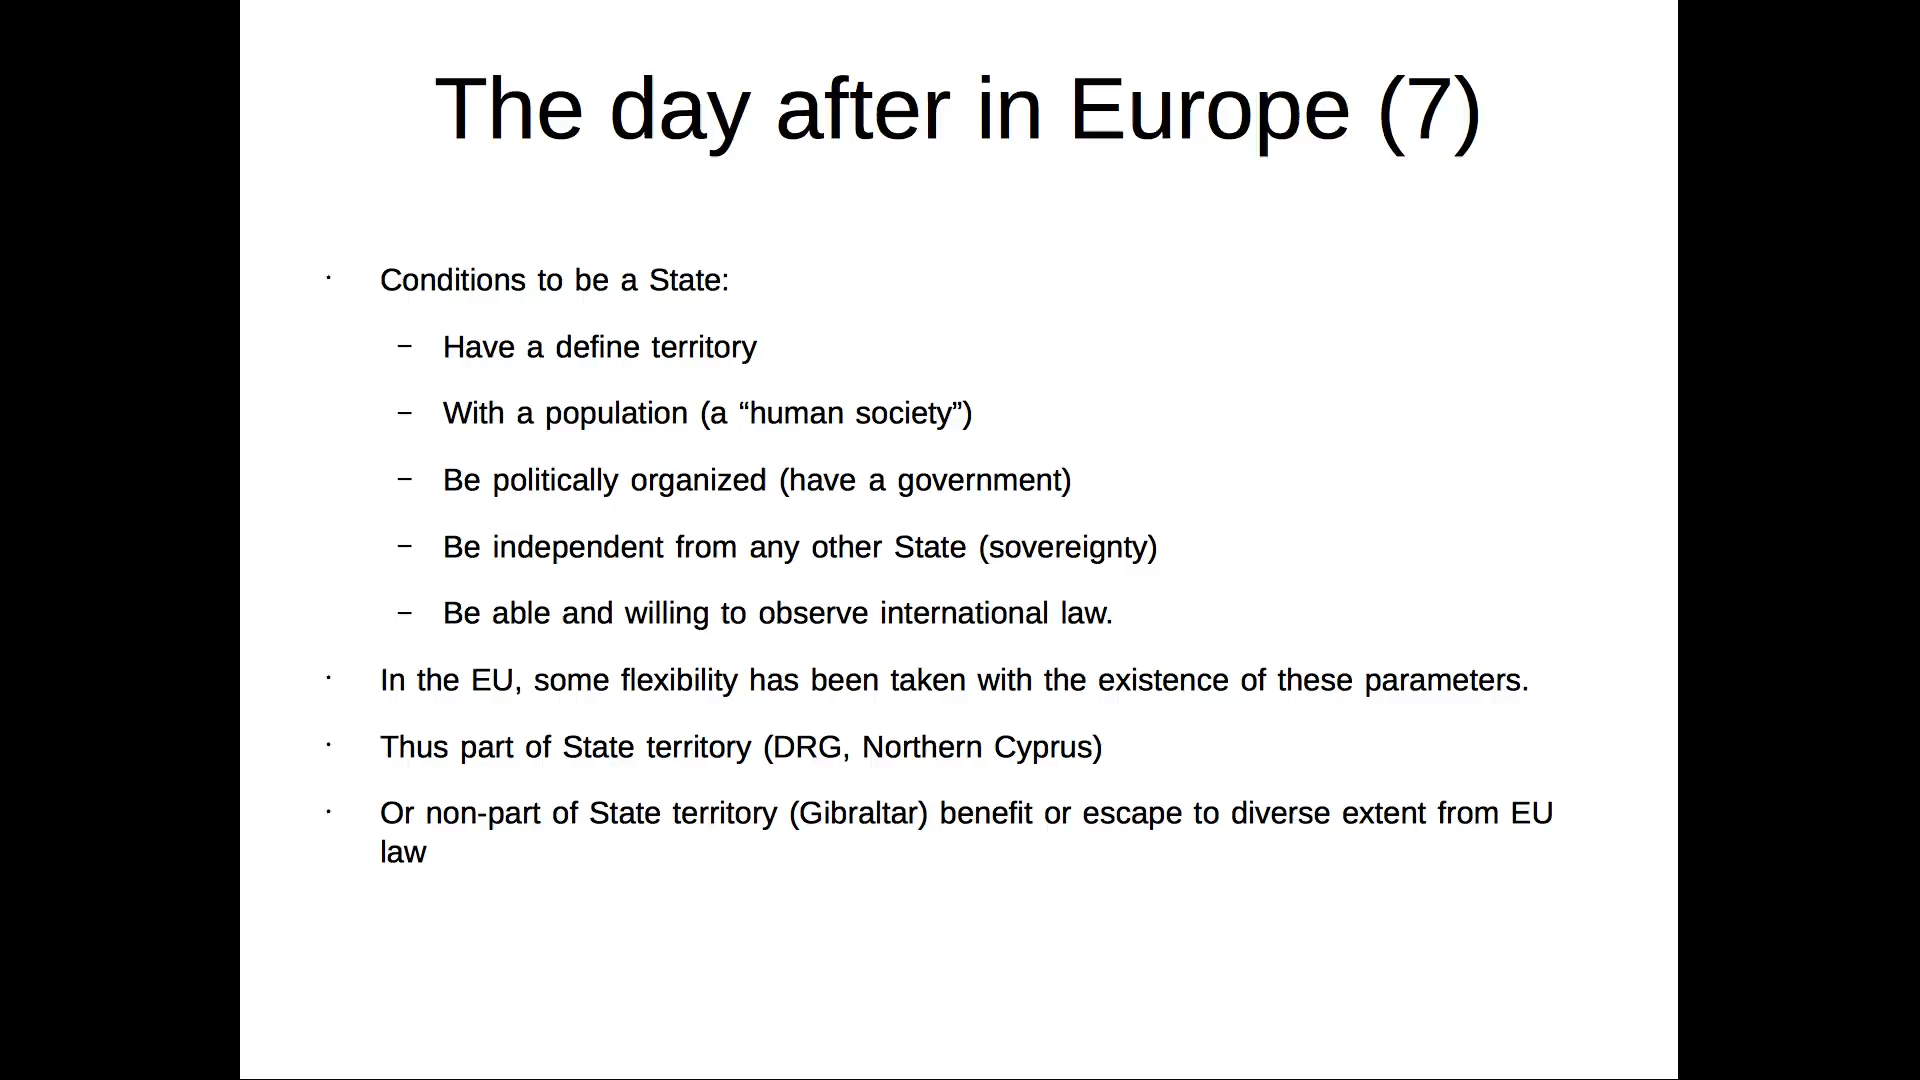 The day after in Europe (7)
· Conditions to be a State:
– Have a define territory
– With a population (a “human society”)
– Be politically organized (have a government)
– Be independent from any other State (sovereignty)
– Be able and willing to observe international law.
· In the EU, some flexibility has been taken with the existence of these parameters.
· Thus part of State territory (DRG, Northern Cyprus)
· Or non-part of State territory (Gibraltar) benefit or escape to diverse extent from EU
law